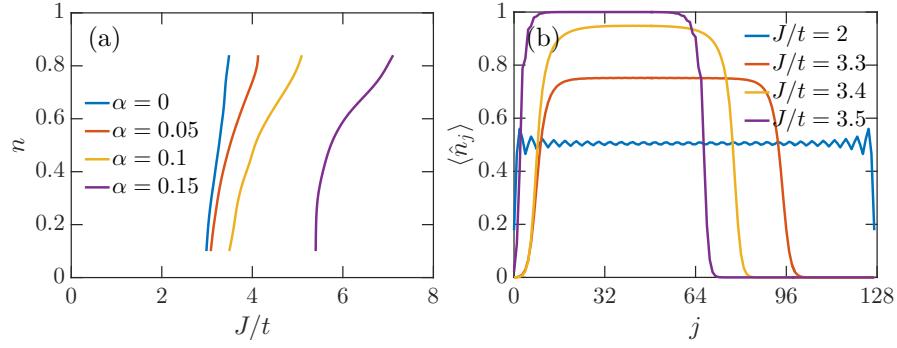 (a)
1
0.8
0.6
0.4
0.2
0
n
α = 0
α = 0.05
α = 0.1
α = 0.15
0 2 4 6 8
J/t
(b)
1
0.8
0.6
0.4
0.2
0
⟨n̂_j⟩
J/t = 2
J/t = 3.3
J/t = 3.4
J/t = 3.5
0 32 64 96 128
j